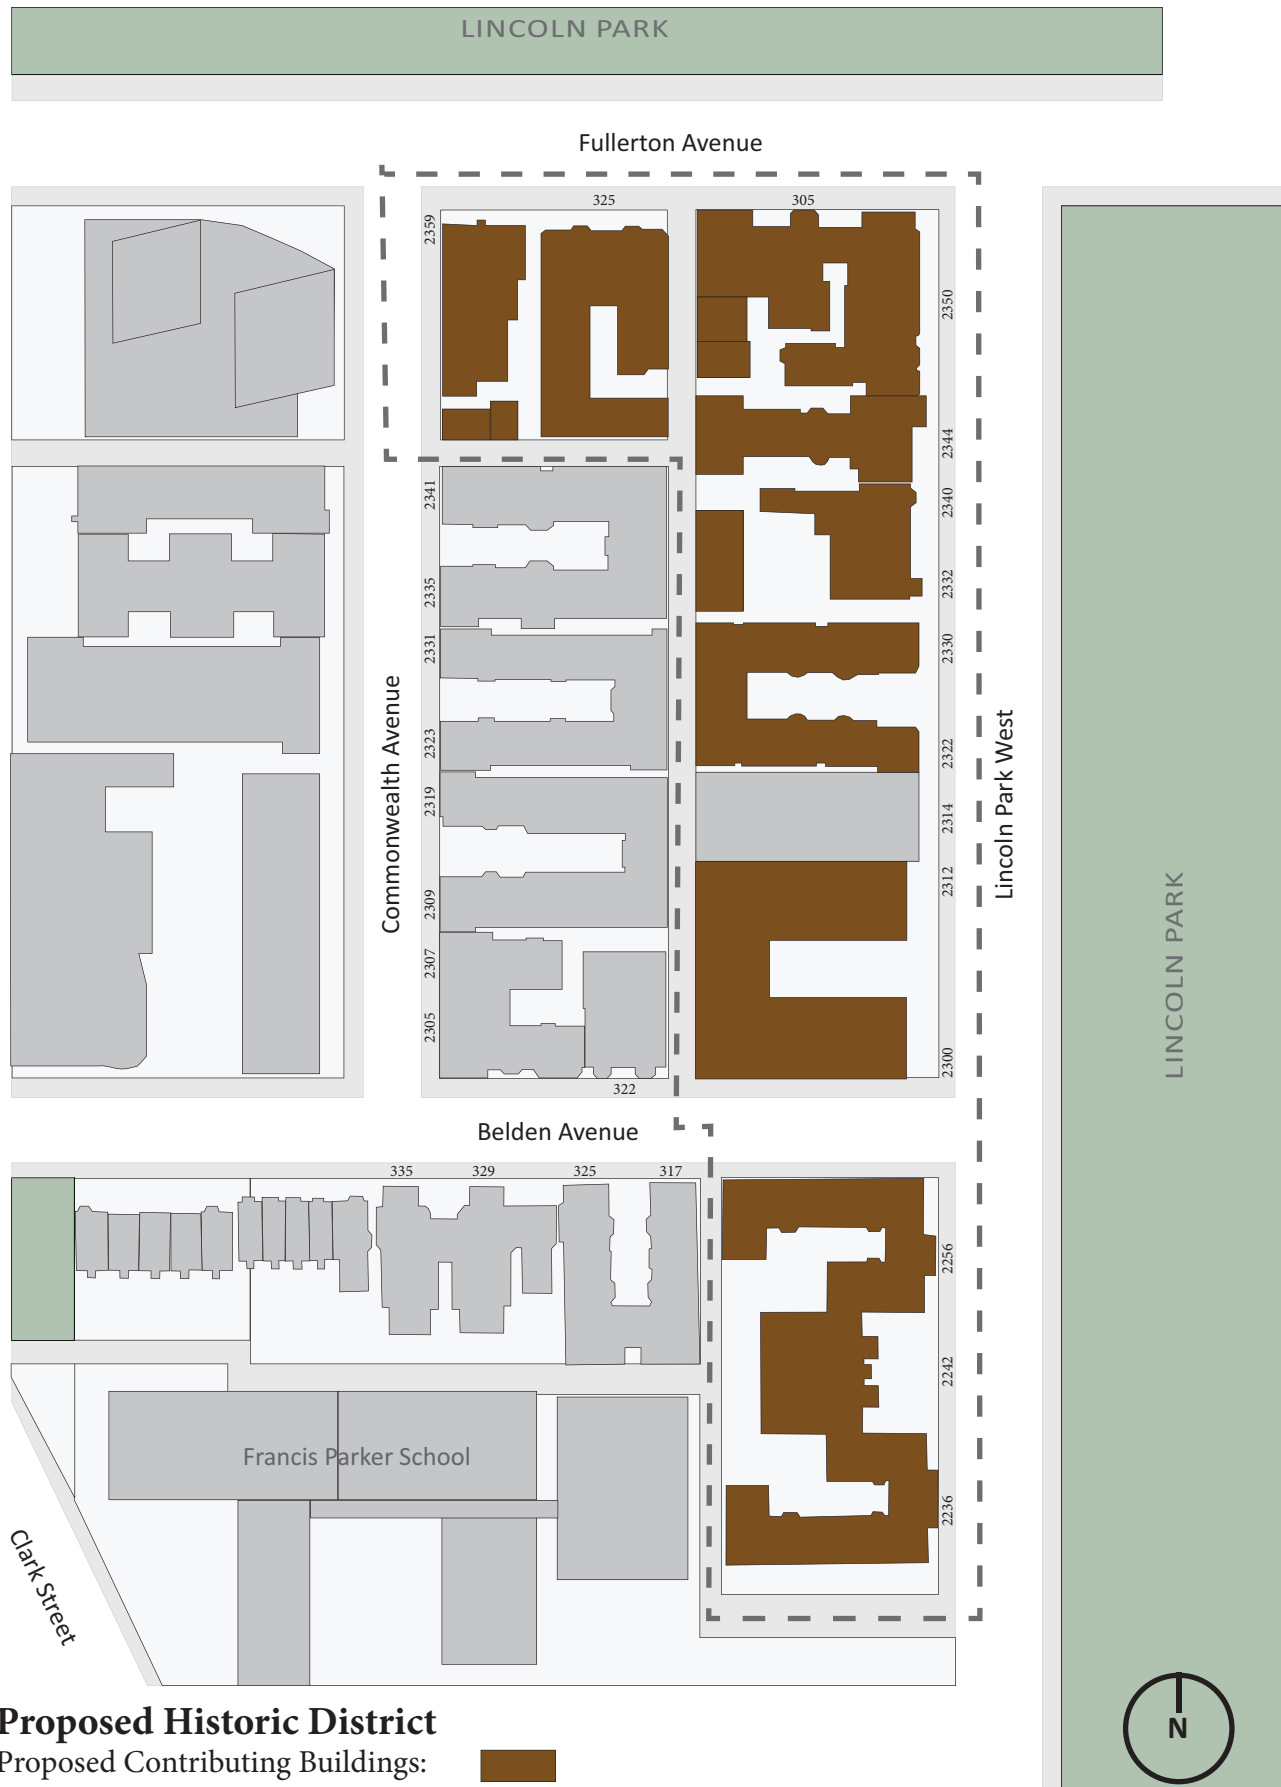 LINCOLN PARK
Fullerton Avenue
325
305
2359
2350
2344
2341
2340
2335
2332
2331
2330
Commonwealth Avenue
Lincoln Park West
2323
2322
2319
2314
2309
2312
LINCOLN PARK
2307
2305
2300
322
Belden Avenue
335
329
325
317
2256
2242
Francis Parker School
2236
Clark Street
N
Proposed Historic District
Proposed Contributing Buildings: